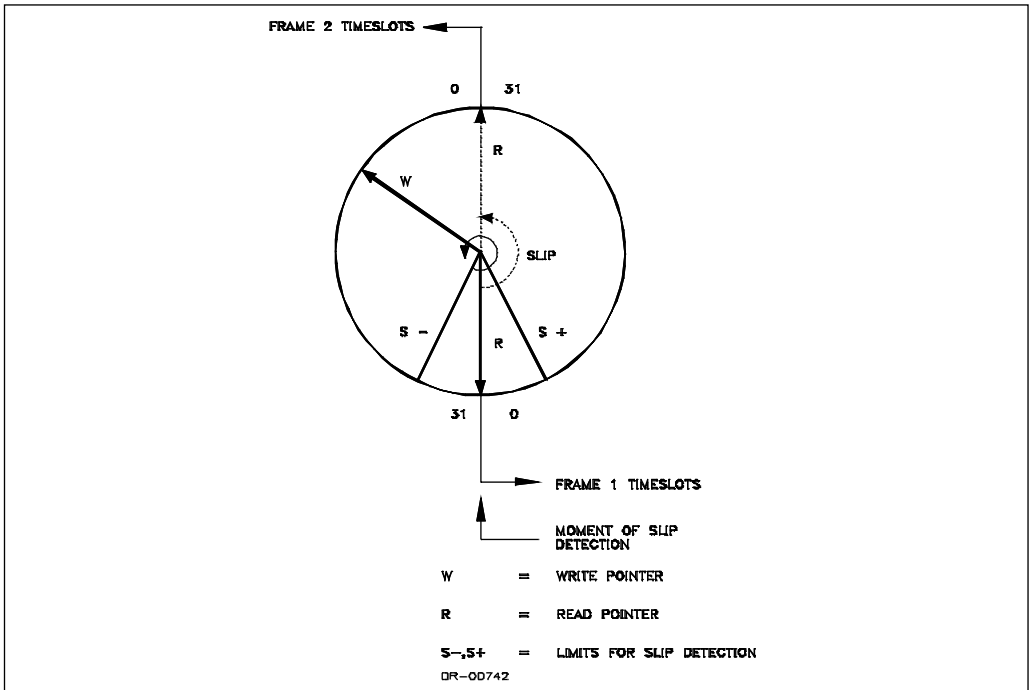 FRAME 2 TIMESLOTS
0 31
R
W
SLIP
S - S +
R
31 0
FRAME 1 TIMESLOTS
MOMENT OF SLIP
DETECTION
W = WRITE POINTER
R = READ POINTER
S-,S+ = LIMITS FOR SLIP DETECTION
DR-00742